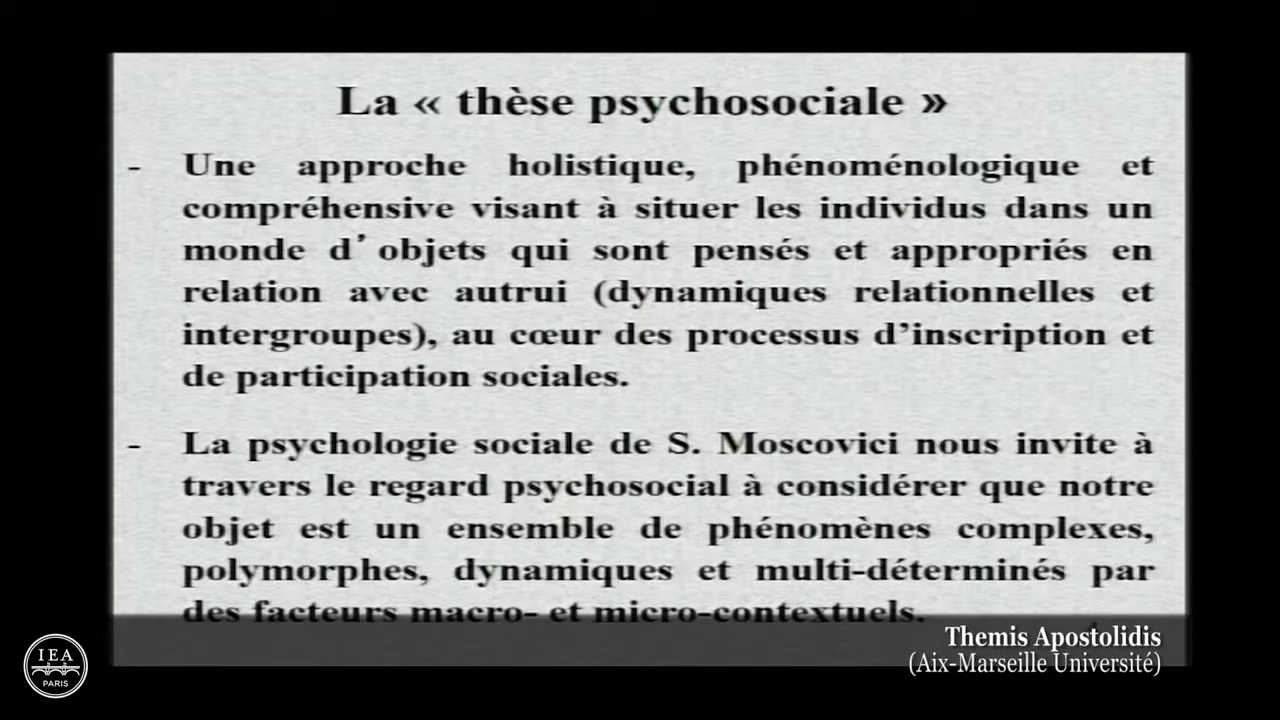 La « thèse psychosociale »
- Une approche holistique, phénoménologique et
compréhensive visant à situer les individus dans un
monde d’objets qui sont pensés et appropriés en
relation avec autrui (dynamiques relationnelles et
intergroupes), au cœur des processus d’inscription et
de participation sociales.
- La psychologie sociale de S. Moscovici nous invite à
travers le regard psychosocial à considérer que notre
objet est un ensemble de phénomènes complexes,
polymorphes, dynamiques et multi-déterminés par
des facteurs macro- et micro-contextuels.
Themis Apostolidis
(Aix-Marseille Université)
IEA
PARIS